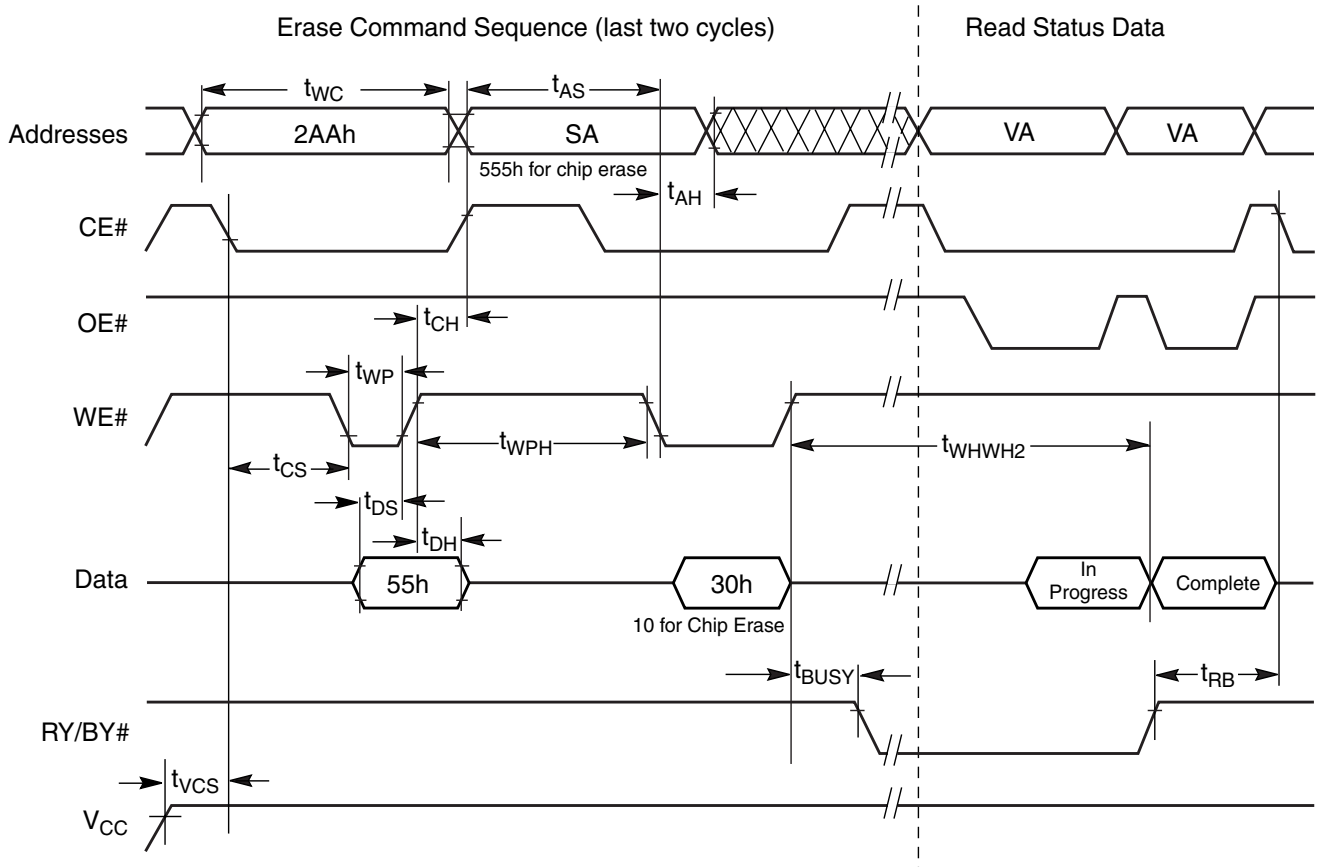 Erase Command Sequence (last two cycles) Read Status Data
tWC tAS
Addresses 2AAh SA VA VA
555h for chip erase
tAH
CE#
OE# tCH
tWP
WE#
tWPH tWHWH2
tCS
tDS
tDH
Data 55h 30h In Progress Complete
10 for Chip Erase
tBUSY tRB
RY/BY#
tVCS
VCC